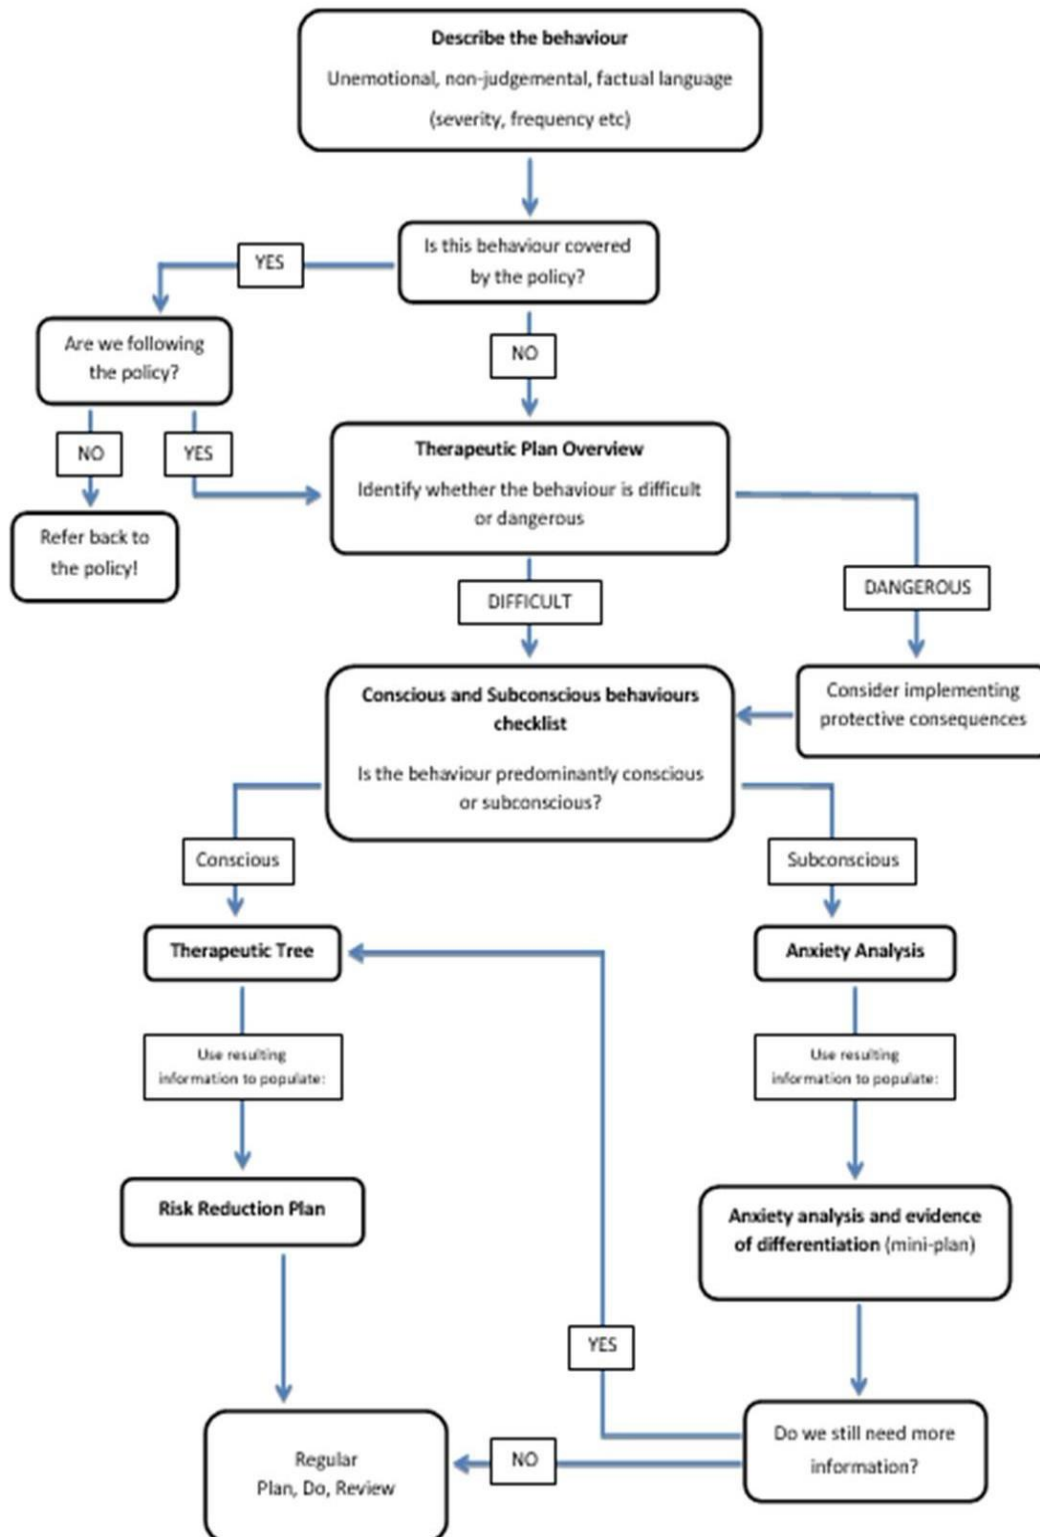 Describe the behaviour
Unemotional, non-judgemental, factual language
(severity, frequency etc)
Is this behaviour covered
by the policy?
YES
Are we following
the policy?
NO
NO
YES
Therapeutic Plan Overview
Identify whether the behaviour is difficult
or dangerous
Refer back to
the policy!
DIFFICULT
DANGEROUS
Conscious and Subconscious behaviours
checklist
Is the behaviour predominantly conscious
or subconscious?
Consider implementing
protective consequences
Conscious
Subconscious
Therapeutic Tree
Anxiety Analysis
Use resulting
information to populate:
Use resulting
information to populate:
Risk Reduction Plan
Anxiety analysis and evidence
of differentiation (mini-plan)
YES
Do we still need more
information?
NO
Regular
Plan, Do, Review